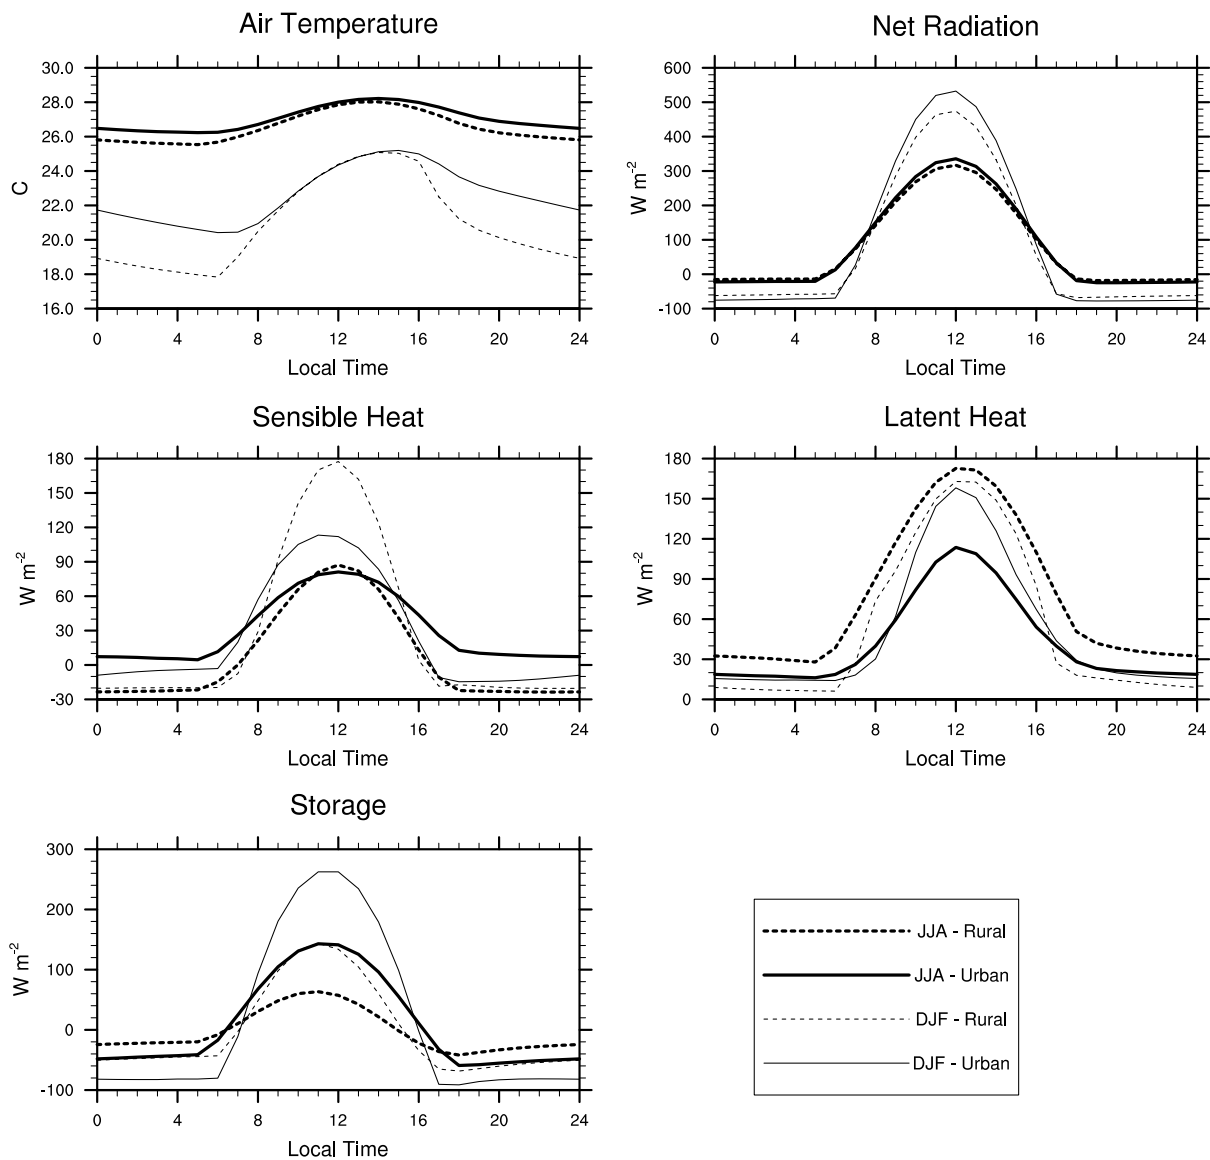 Air Temperature
30.0
28.0
26.0
24.0
22.0
20.0
18.0
16.0
C
0 4 8 12 16 20 24
Local Time
Net Radiation
600
500
400
300
200
100
0
-100
W m-2
0 4 8 12 16 20 24
Local Time
Sensible Heat
180
150
120
90
60
30
0
-30
W m-2
0 4 8 12 16 20 24
Local Time
Latent Heat
180
150
120
90
60
30
0
W m-2
0 4 8 12 16 20 24
Local Time
Storage
300
200
100
0
-100
W m-2
0 4 8 12 16 20 24
Local Time
JJA - Rural
JJA - Urban
DJF - Rural
DJF - Urban